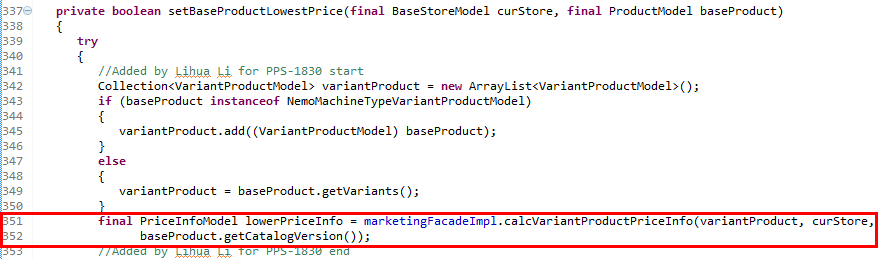 337 private boolean setBaseProductLowestPrice(final BaseStoreModel curStore, final ProductModel baseProduct)
338 {
339 try
340 {
341 //Added by Lihua Li for PPS-1830 start
342 Collection<VariantProductModel> variantProduct = new ArrayList<VariantProductModel>();
343 if (baseProduct instanceof NemoMachineTypeVariantProductModel)
344 {
345 variantProduct.add((VariantProductModel) baseProduct);
346 }
347 else
348 {
349 variantProduct = baseProduct.getVariants();
350 }
351 final PriceInfoModel lowerPriceInfo = marketingFacadeImpl.calcVariantProductPriceInfo(variantProduct, curStore,
352 baseProduct.getCatalogVersion());
353 //Added by Lihua Li for PPS-1830 end